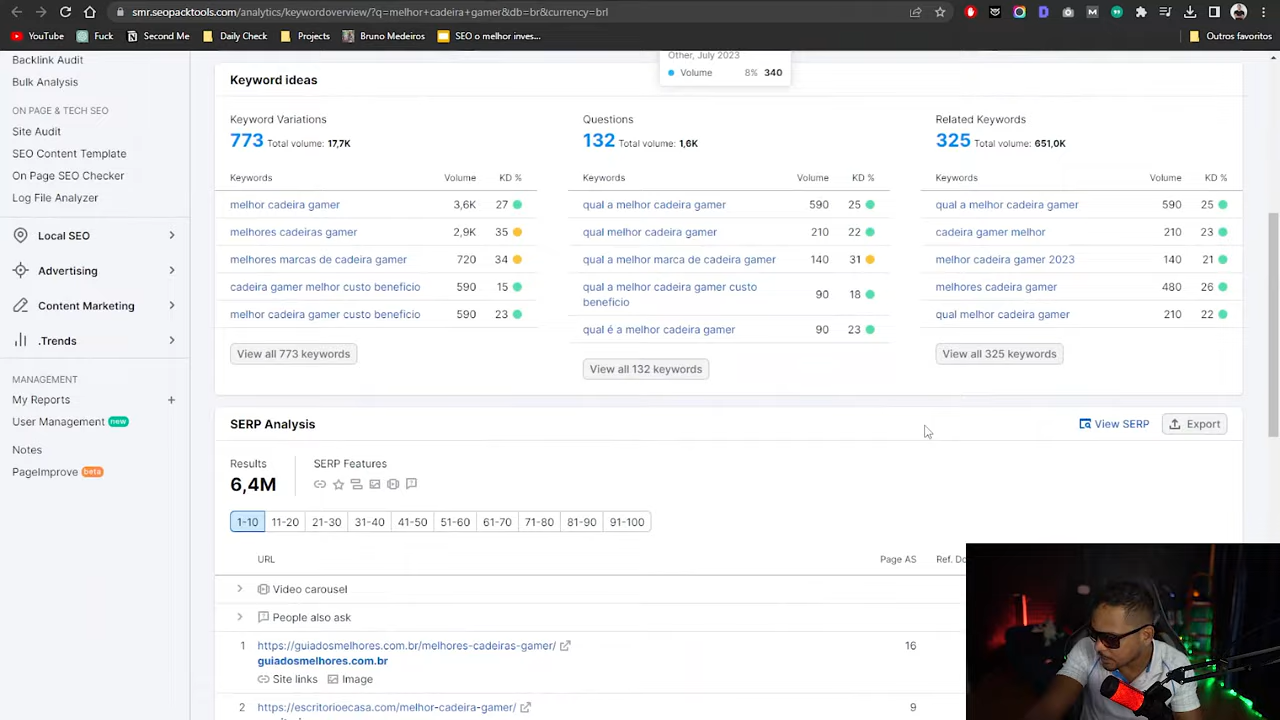 smr.seopacktools.com/analytics/keywordoverview/?q=melhor+cadeira+gamer&db=br&currency=brl
YouTube
Fuck
Second Me
Daily Check
Projects
Bruno Medeiros
SEO o melhor inves...
Outros favoritos
Backlink Audit
Bulk Analysis
ON PAGE & TECH SEO
Site Audit
SEO Content Template
On Page SEO Checker
Log File Analyzer
Local SEO
Advertising
Content Marketing
.Trends
MANAGEMENT
My Reports +
User Management new
Notes
PageImprove beta
Other, July 2023
Volume 8% 340
Keyword ideas
Keyword Variations
773 Total volume: 17,7K
Keywords Volume KD %
melhor cadeira gamer 3,6K 27
melhores cadeiras gamer 2,9K 35
melhores marcas de cadeira gamer 720 34
cadeira gamer melhor custo beneficio 590 15
melhor cadeira gamer custo beneficio 590 23
View all 773 keywords
Questions
132 Total volume: 1,6K
Keywords Volume KD %
qual a melhor cadeira gamer 590 25
qual melhor cadeira gamer 210 22
qual a melhor marca de cadeira gamer 140 31
qual a melhor cadeira gamer custo
beneficio 90 18
qual é a melhor cadeira gamer 90 23
View all 132 keywords
Related Keywords
325 Total volume: 651,0K
Keywords Volume KD %
qual a melhor cadeira gamer 590 25
cadeira gamer melhor 210 23
melhor cadeira gamer 2023 140 21
melhores cadeira gamer 480 26
qual melhor cadeira gamer 210 22
View all 325 keywords
SERP Analysis
View SERP
Export
Results
6,4M
SERP Features
1-10 11-20 21-30 31-40 41-50 51-60 61-70 71-80 81-90 91-100
URL Page AS Ref. Do
Video carousel
People also ask
1 https://guiadosmelhores.com.br/melhores-cadeiras-gamer/ 16
guiadosmelhores.com.br
Site links Image
2 https://escritorioecasa.com/melhor-cadeira-gamer/ 9